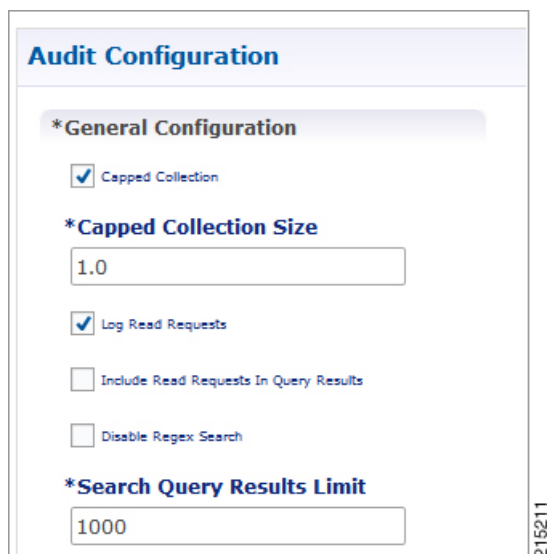 Audit Configuration
*General Configuration
Capped Collection
*Capped Collection Size
1.0
Log Read Requests
Include Read Requests In Query Results
Disable Regex Search
*Search Query Results Limit
1000
215211